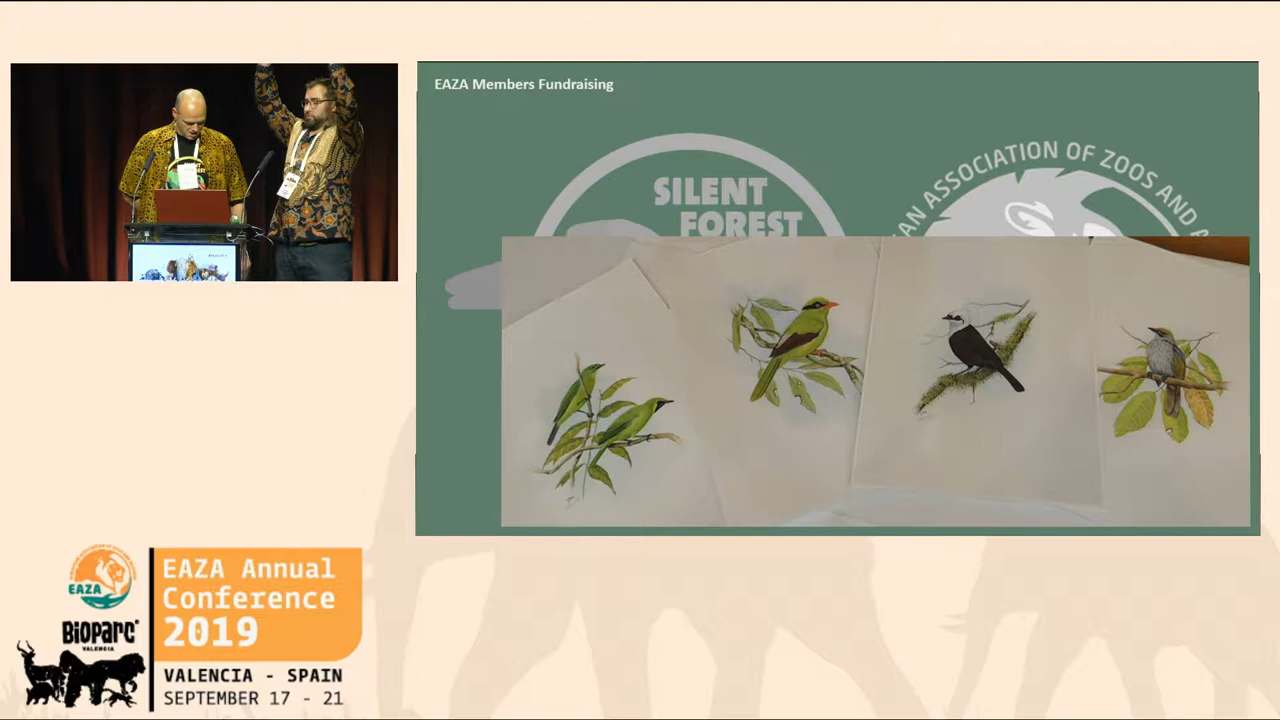 EAZA Members Fundraising
SILENT
FOREST
AN ASSOCIATION OF ZOOS AND A
EAZA
BIOPARC
VALENCIA
EAZA Annual
Conference
2019
VALENCIA - SPAIN
SEPTEMBER 17 - 21